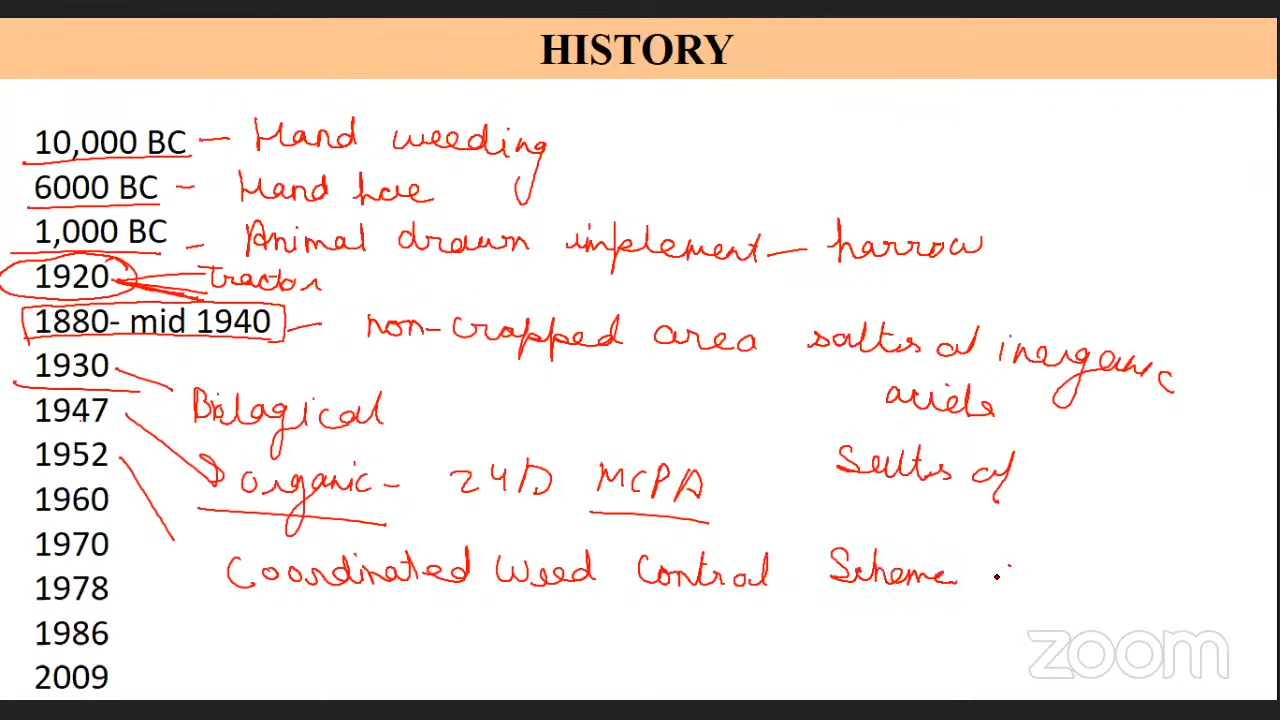 HISTORY
10,000 BC - Hand weeding
6000 BC - Hand hoe
1,000 BC - Animal drawn implement - harrow
1920 Tractor
1880- mid 1940 - non-cropped area salts of inorganic
acids
1930
Biological
1947
Salts of
1952
organic - 24D MCPA
1960
1970
Coordinated Weed Control Scheme
1978
1986
2009
zoom